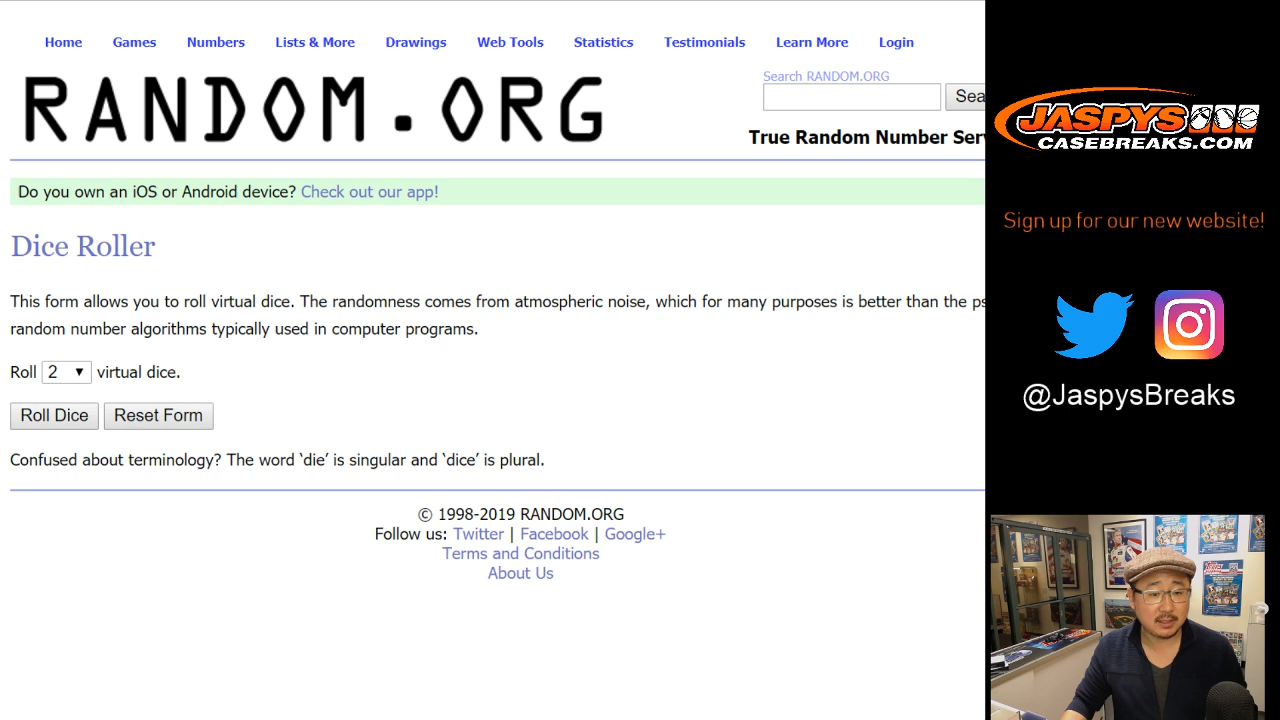 Home Games Numbers Lists & More Drawings Web Tools Statistics Testimonials Learn More Login
RANDOM.ORG
Search RANDOM.ORG
Sea
True Random Number Ser
Do you own an iOS or Android device? Check out our app!
Dice Roller
This form allows you to roll virtual dice. The randomness comes from atmospheric noise, which for many purposes is better than the ps
random number algorithms typically used in computer programs.
Roll 2 virtual dice.
Roll Dice Reset Form
Confused about terminology? The word ‘die’ is singular and ‘dice’ is plural.
© 1998-2019 RANDOM.ORG
Follow us: Twitter | Facebook | Google+
Terms and Conditions
About Us
JASPYS
CASEBREAKS.COM
Sign up for our new website!
@JaspysBreaks
TOPPS